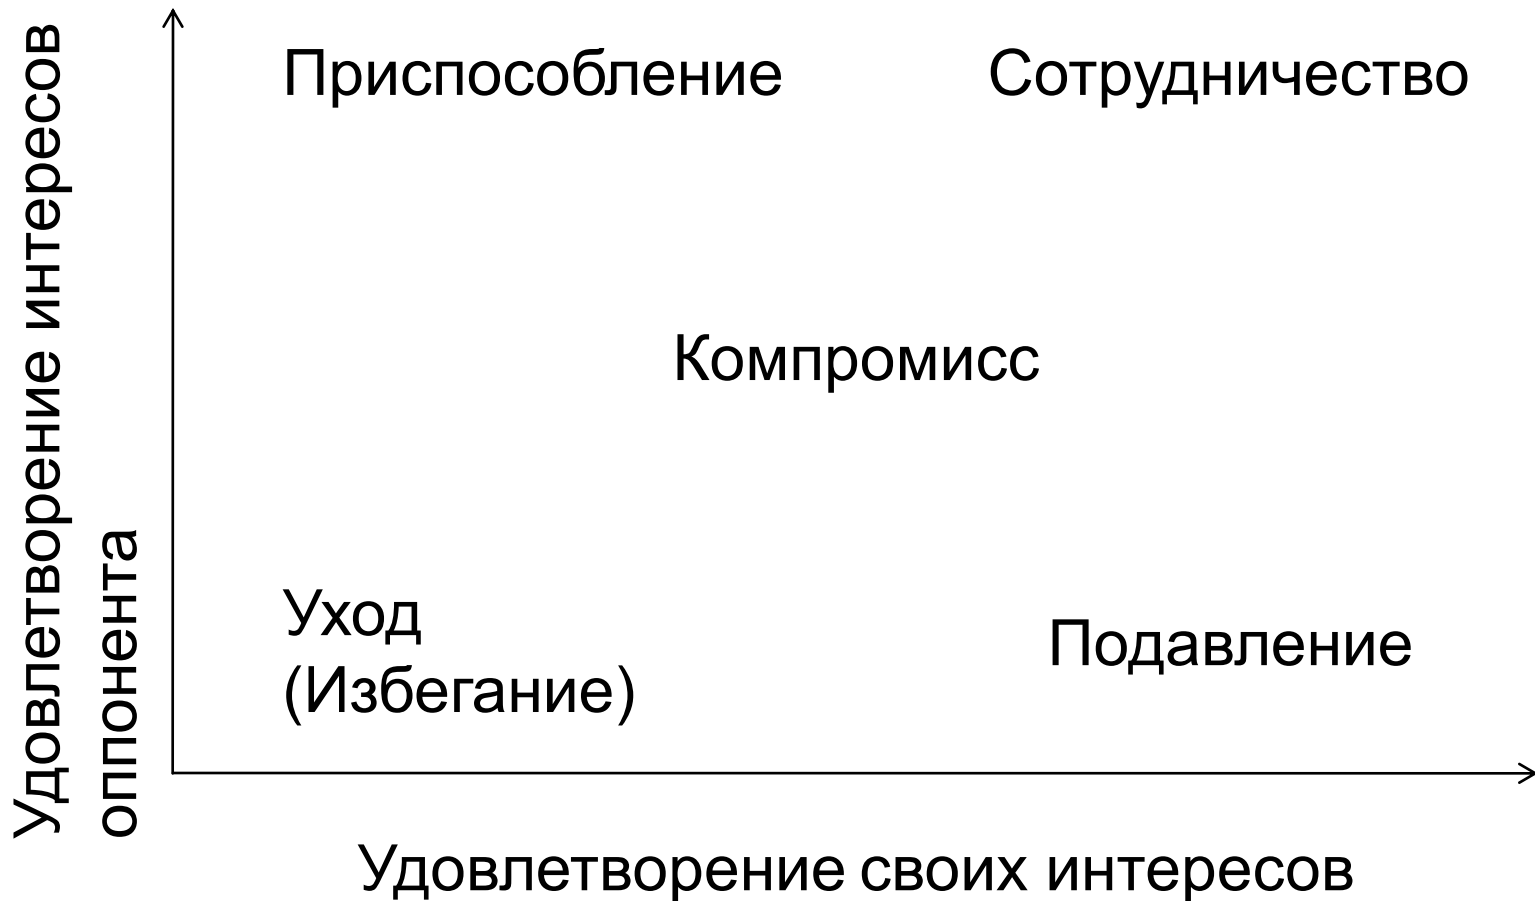 Удовлетворение интересов
оппонента
Приспособление
Сотрудничество
Компромисс
Уход
(Избегание)
Подавление
Удовлетворение своих интересов